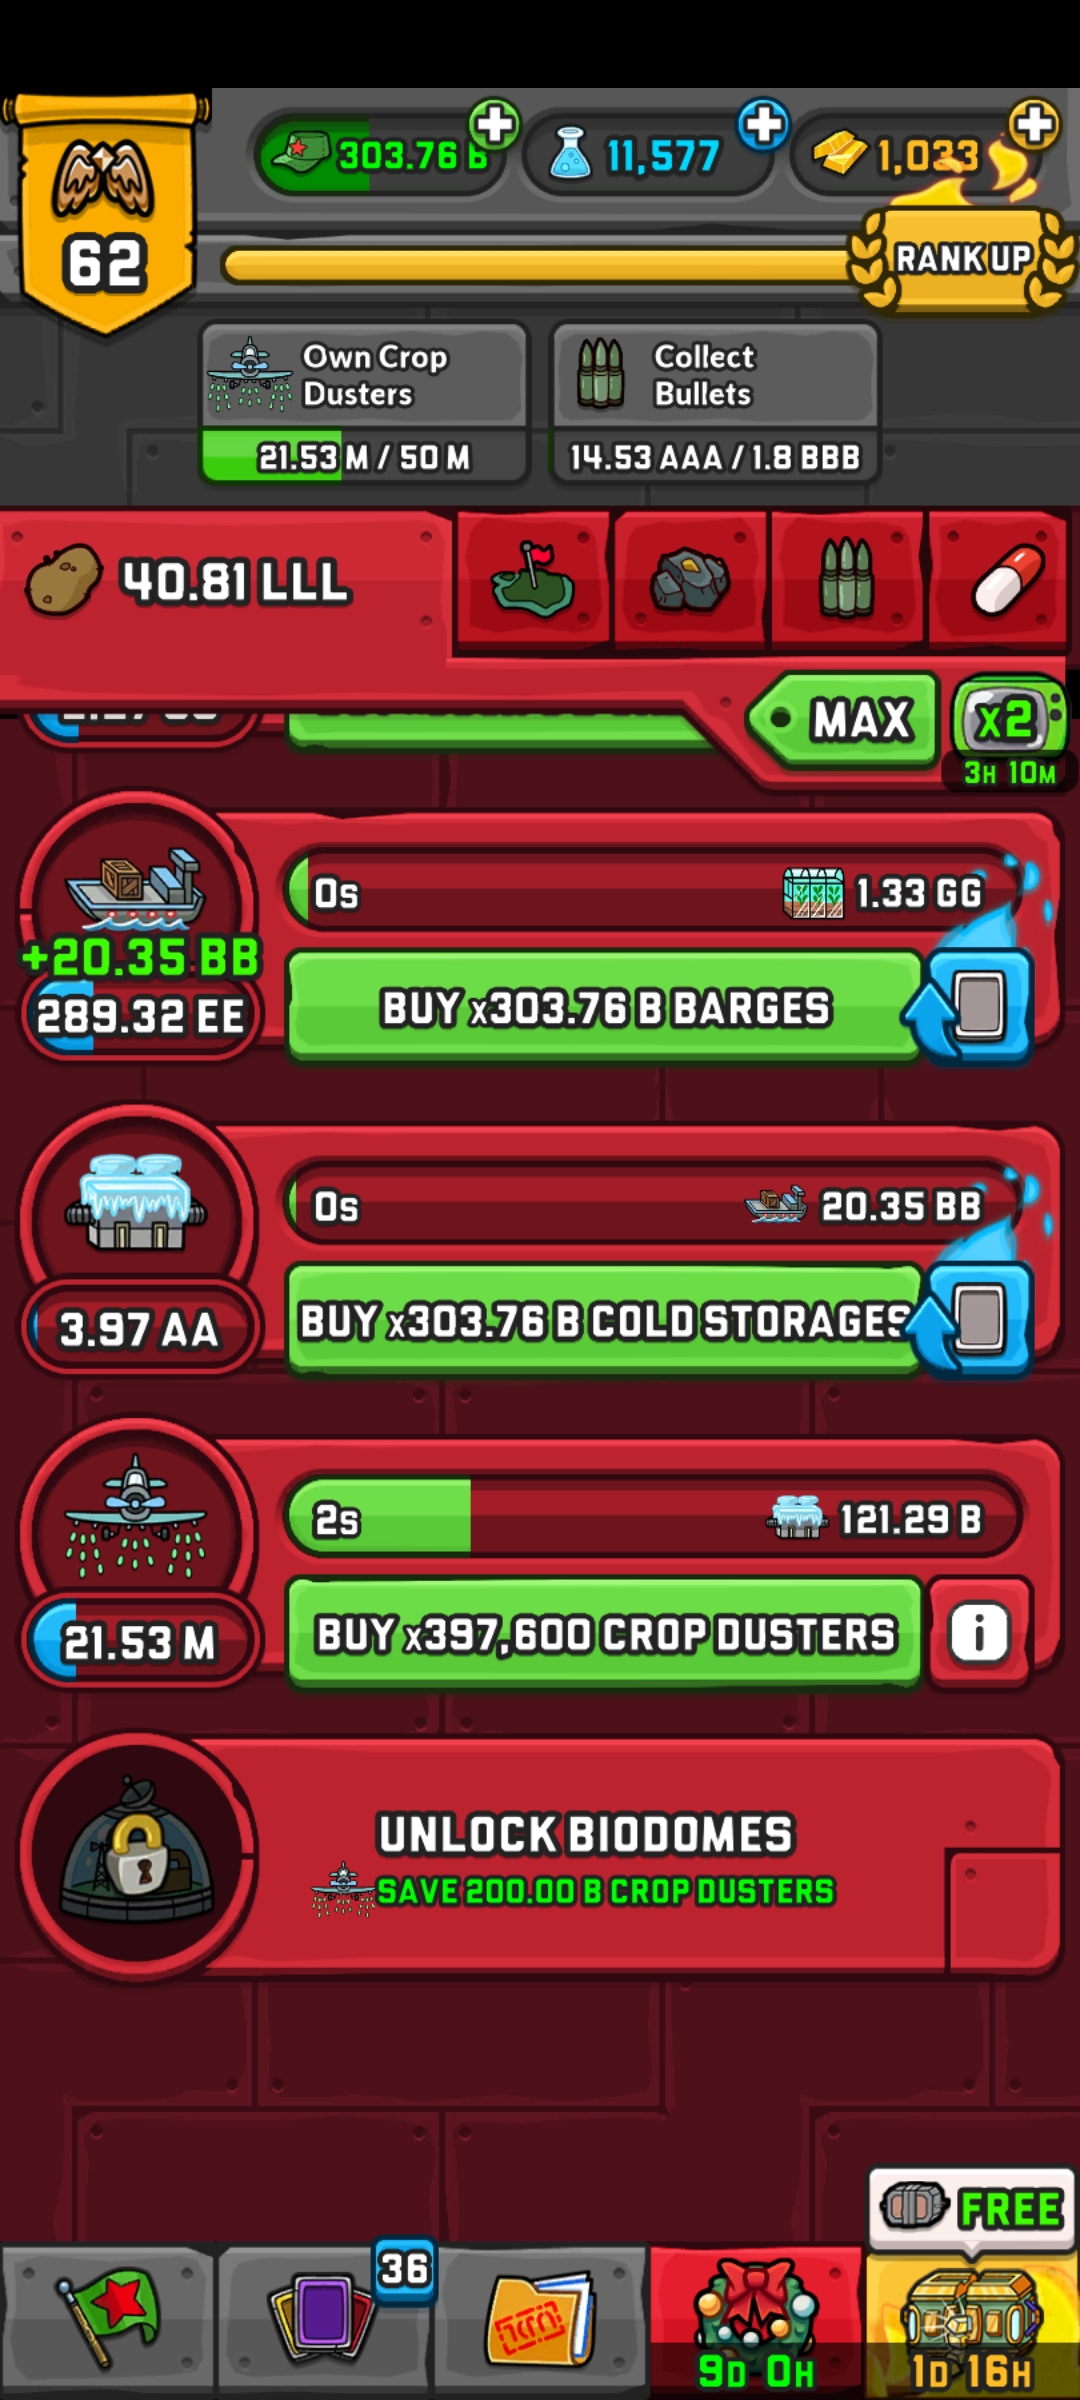 303.76 B
11,577
1,033
62
RANK UP
Own Crop
Dusters
21.53 M / 50 M
Collect
Bullets
14.53 AAA / 1.8 BBB
40.81 LLL
MAX
x2
3H 10M
0s
1.33 GG
+20.35 BB
289.32 EE
BUY x303.76 B BARGES
0s
20.35 BB
3.97 AA
BUY x303.76 B COLD STORAGES
2s
121.29 B
21.53 M
BUY x397,600 CROP DUSTERS
i
UNLOCK BIODOMES
SAVE 200.00 B CROP DUSTERS
FREE
36
9D 0H
1D 16H